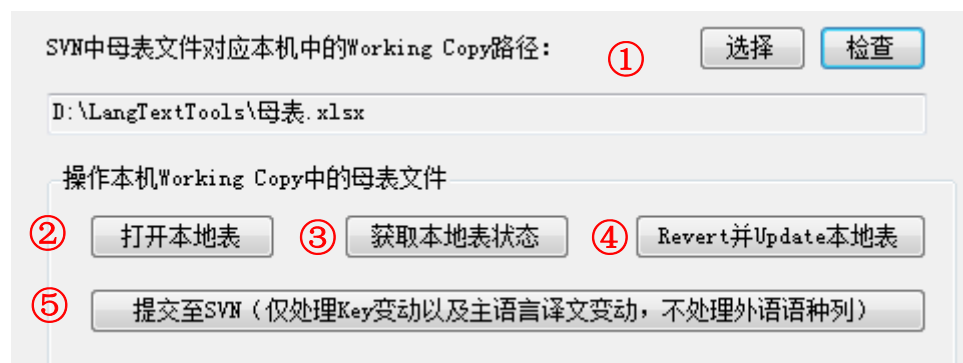 SVN中母表文件对应本机中的Working Copy路径: ① 选择 检查
D:\LangTextTools\母表.xlsx
操作本机Working Copy中的母表文件
② 打开本地表 ③ 获取本地表状态 ④ Revert并Update本地表
⑤ 提交至SVN（仅处理Key变动以及主语言译文变动，不处理外语语种列）